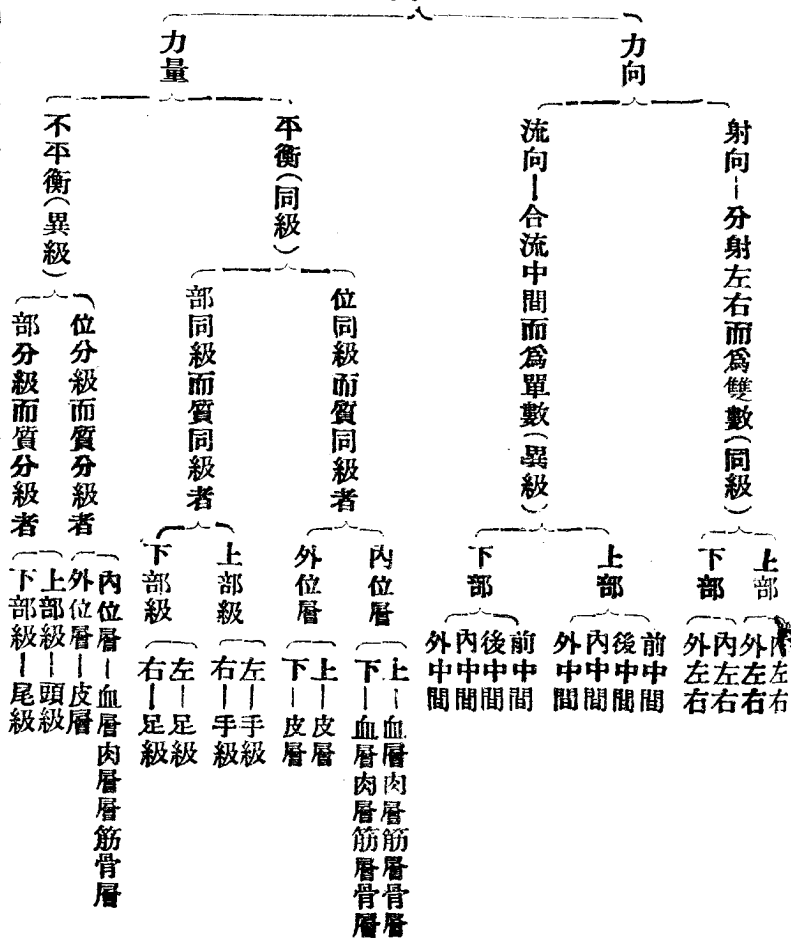 力向
射向—分射左右而爲雙數(同級)
上部
內左右
外左右
下部
內左右
外左右
流向—合流中間而爲單數(異級)
上部
前中間
後中間
內中間
外中間
下部
前中間
後中間
內中間
外中間
力量
平衡(同級)
位同級而質同級者
內位層
上—血層肉層筋層骨層
下—血層肉層筋層骨層
外位層
上—皮層
下—皮層
部同級而質同級者
上部級
左—手級
右—手級
下部級
左—足級
右—足級
不平衡(異級)
位分級而質分級者
內位層—血層肉層層筋骨層
外位層—皮層
部分級而質分級者
上部級—頭級
下部級—尾級